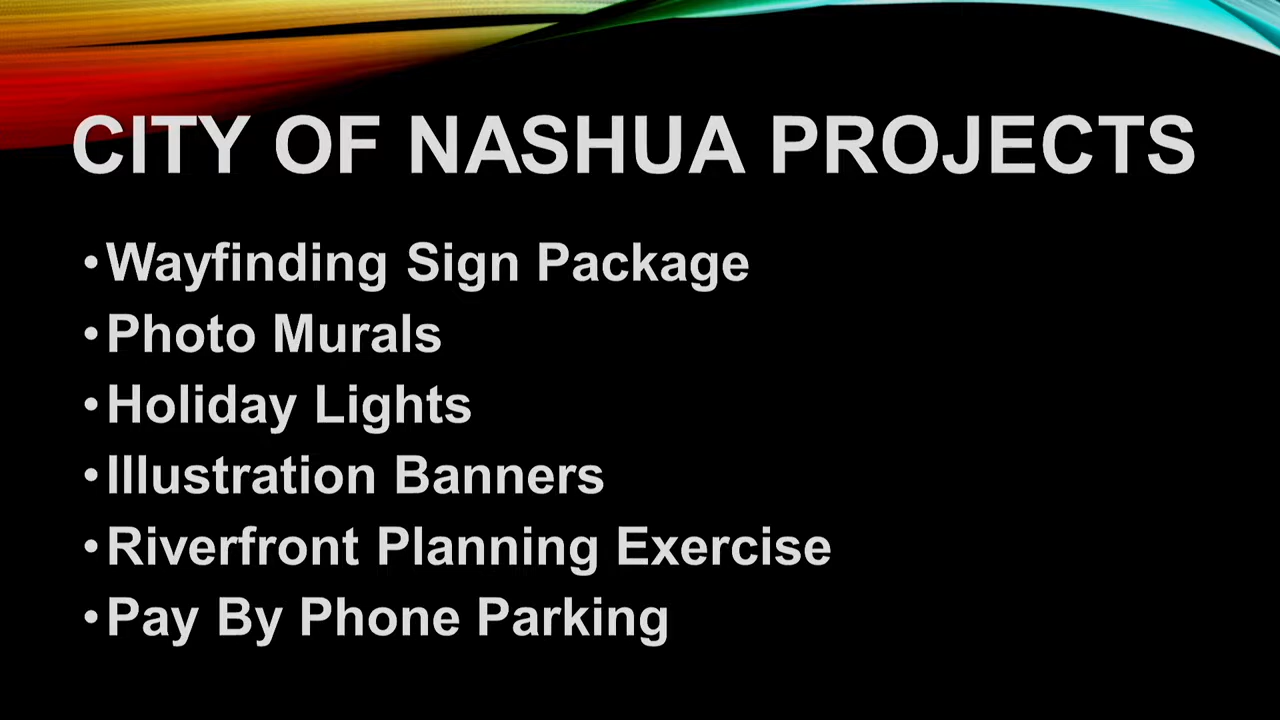 CITY OF NASHUA PROJECTS
•Wayfinding Sign Package
•Photo Murals
•Holiday Lights
•Illustration Banners
•Riverfront Planning Exercise
•Pay By Phone Parking